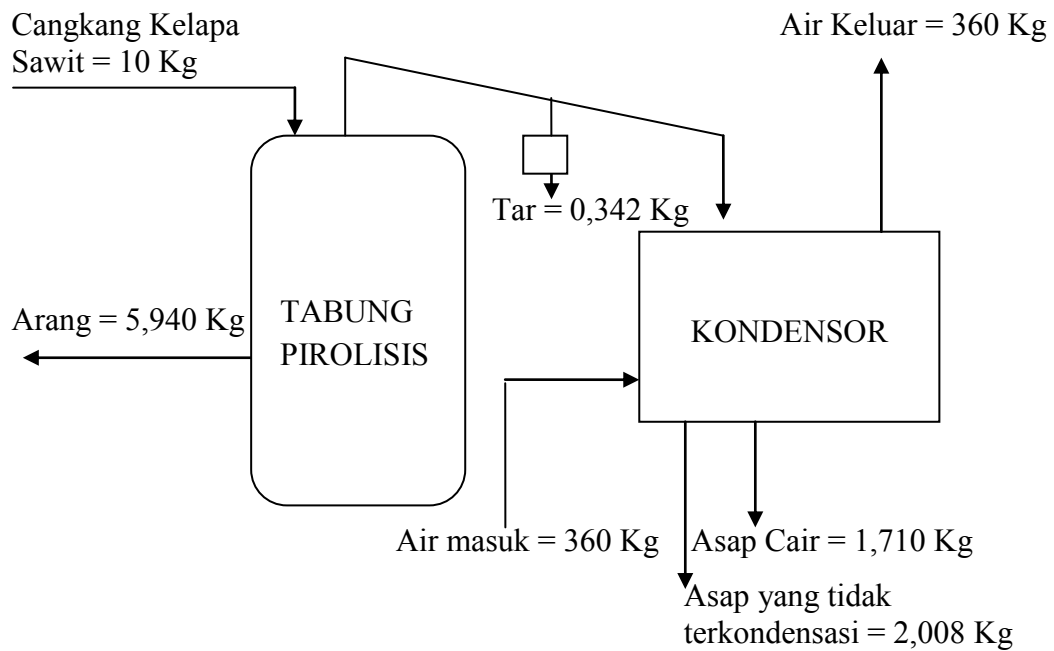 Cangkang Kelapa
Sawit = 10 Kg
Air Keluar = 360 Kg
Tar = 0,342 Kg
Arang = 5,940 Kg
TABUNG
PIROLISIS
KONDENSOR
Air masuk = 360 Kg
Asap Cair = 1,710 Kg
Asap yang tidak
terkondensasi = 2,008 Kg